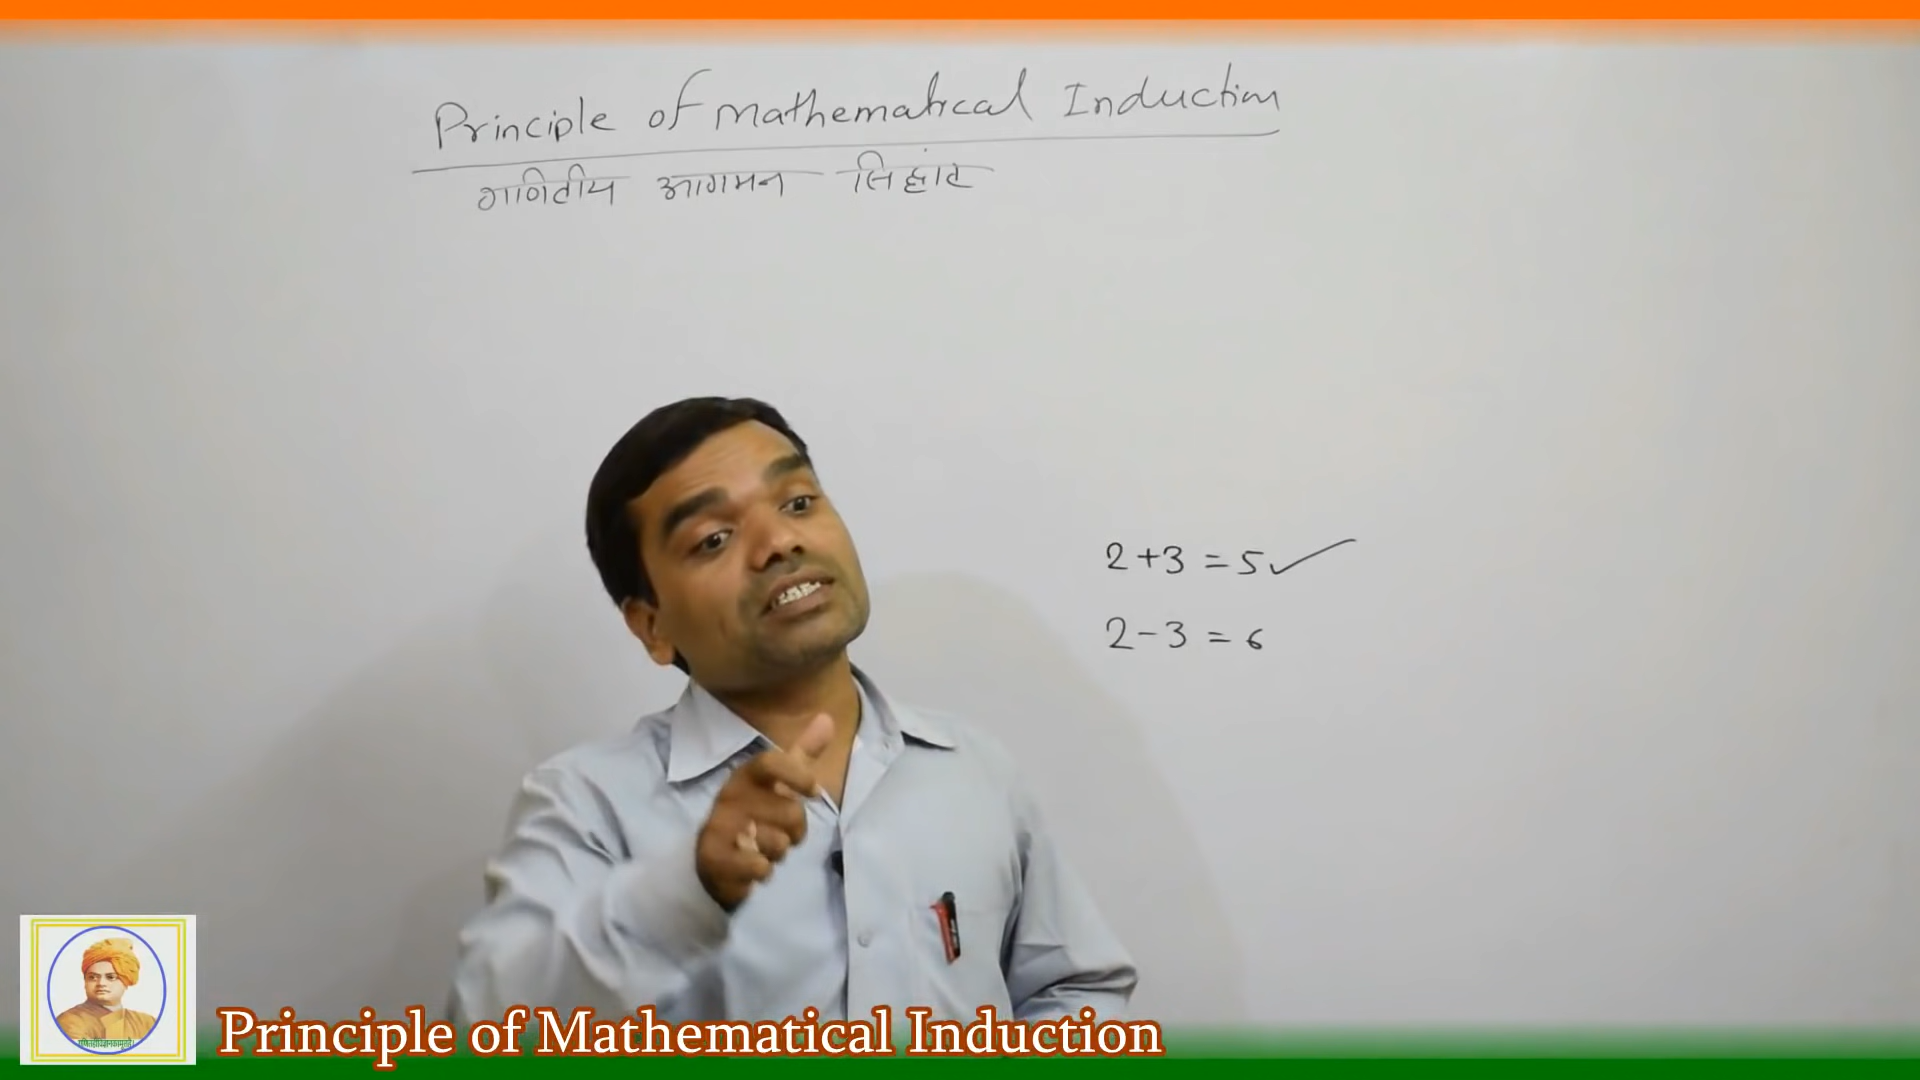 Principle of Mathematical Induction
गणितीय आगमन सिद्धांत
2+3 = 5✓
2-3 = 6
Principle of Mathematical Induction